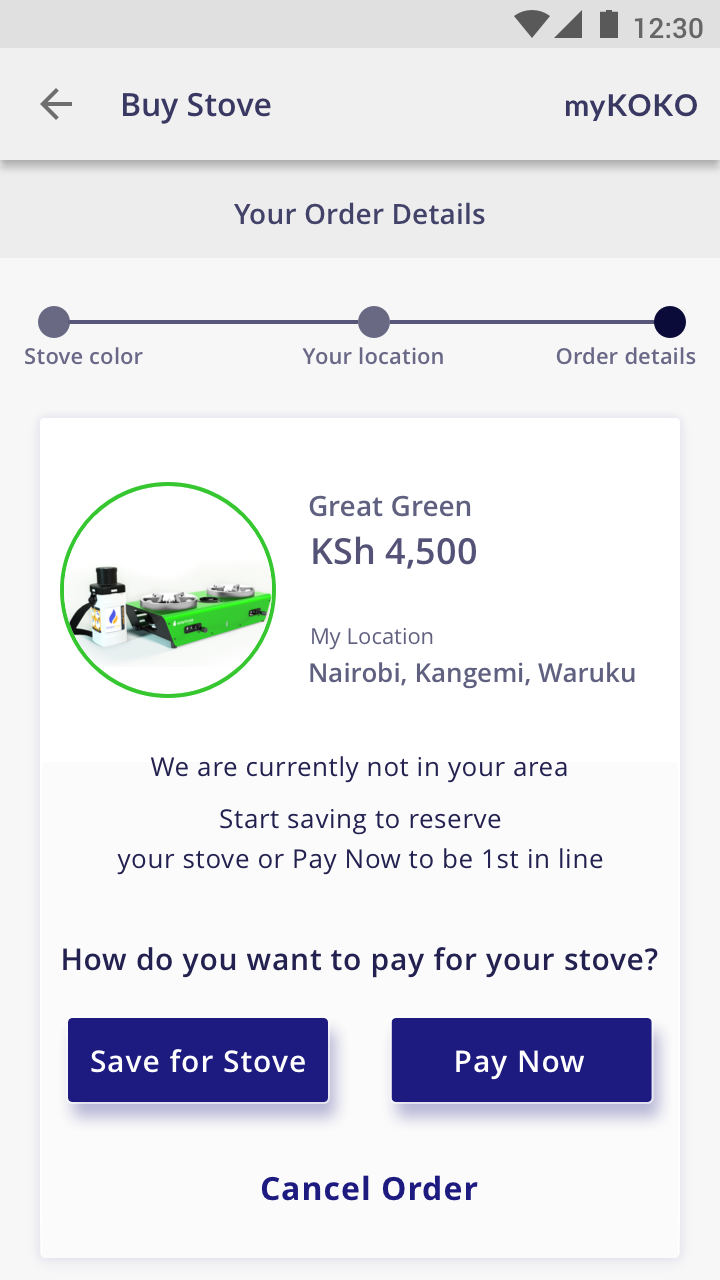 12:30
Buy Stove
myKOKO
Your Order Details
Stove color
Your location
Order details
Great Green
KSh 4,500
My Location
Nairobi, Kangemi, Waruku
We are currently not in your area
Start saving to reserve
your stove or Pay Now to be 1st in line
How do you want to pay for your stove?
Save for Stove
Pay Now
Cancel Order